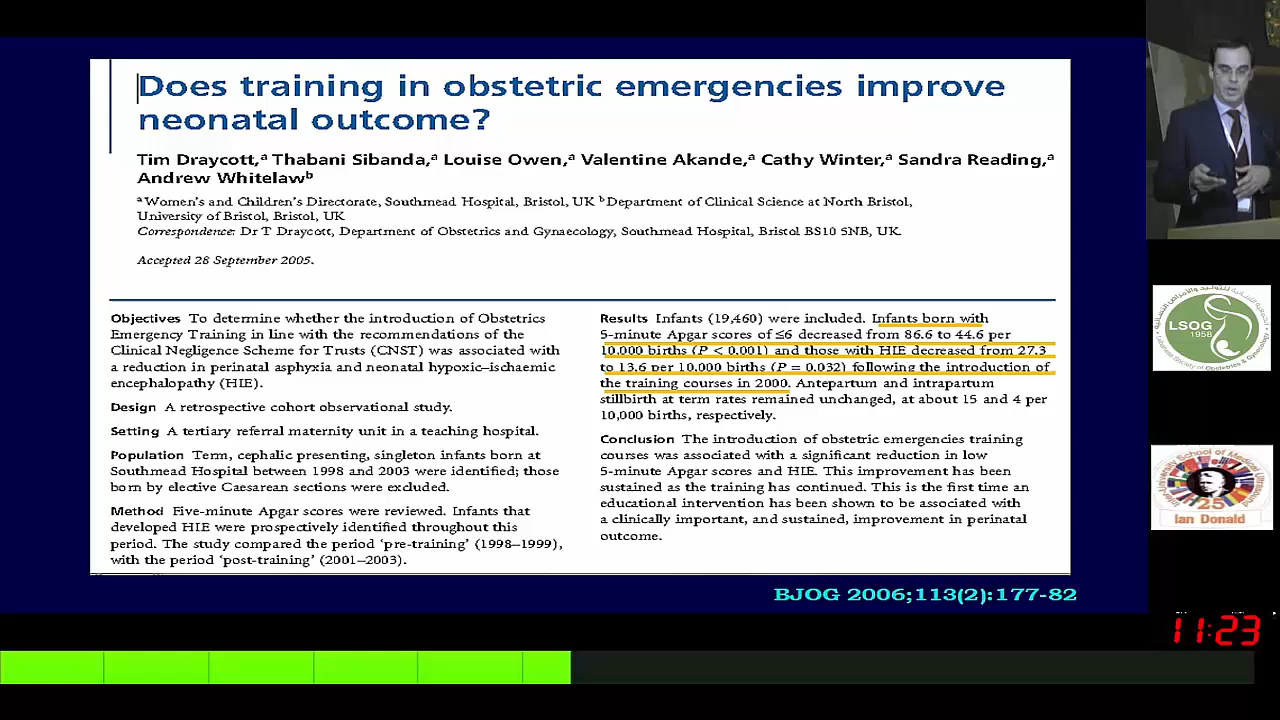 Does training in obstetric emergencies improve
neonatal outcome?
Tim Draycott,ᵃ Thabani Sibanda,ᵃ Louise Owen,ᵃ Valentine Akande,ᵃ Cathy Winter,ᵃ Sandra Reading,ᵃ
Andrew Whitelawᵇ
ᵃ Women's and Children's Directorate, Southmead Hospital, Bristol, UK ᵇ Department of Clinical Science at North Bristol,
University of Bristol, Bristol, UK
Correspondence: Dr T Draycott, Department of Obstetrics and Gynaecology, Southmead Hospital, Bristol BS10 5NB, UK.
Accepted 28 September 2005.
Objectives To determine whether the introduction of Obstetrics
Emergency Training in line with the recommendations of the
Clinical Negligence Scheme for Trusts (CNST) was associated with
a reduction in perinatal asphyxia and neonatal hypoxic–ischaemic
encephalopathy (HIE).
Design A retrospective cohort observational study.
Setting A tertiary referral maternity unit in a teaching hospital.
Population Term, cephalic presenting, singleton infants born at
Southmead Hospital between 1998 and 2003 were identified; those
born by elective Caesarean sections were excluded.
Method Five-minute Apgar scores were reviewed. Infants that
developed HIE were prospectively identified throughout this
period. The study compared the period 'pre-training' (1998–1999),
with the period 'post-training' (2001–2003).
Results Infants (19,460) were included. Infants born with
5-minute Apgar scores of ≤6 decreased from 86.6 to 44.6 per
10,000 births (P < 0.001) and those with HIE decreased from 27.3
to 13.6 per 10,000 births (P = 0.032) following the introduction of
the training courses in 2000. Antepartum and intrapartum
stillbirth at term rates remained unchanged, at about 15 and 4 per
10,000 births, respectively.
Conclusion The introduction of obstetric emergencies training
courses was associated with a significant reduction in low
5-minute Apgar scores and HIE. This improvement has been
sustained as the training has continued. This is the first time an
educational intervention has been shown to be associated with
a clinically important, and sustained, improvement in perinatal
outcome.
BJOG 2006;113(2):177-82
LSOG
1958
Lebanese Society of Obstetrics & Gynecology
25
Ian Donald
11:23